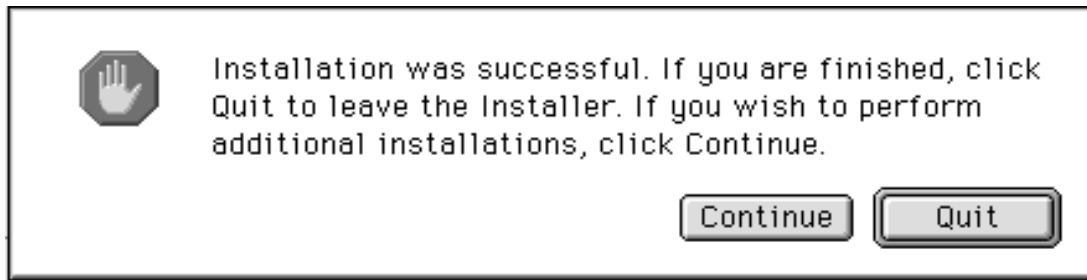 Installation was successful. If you are finished, click
Quit to leave the Installer. If you wish to perform
additional installations, click Continue.
Continue Quit